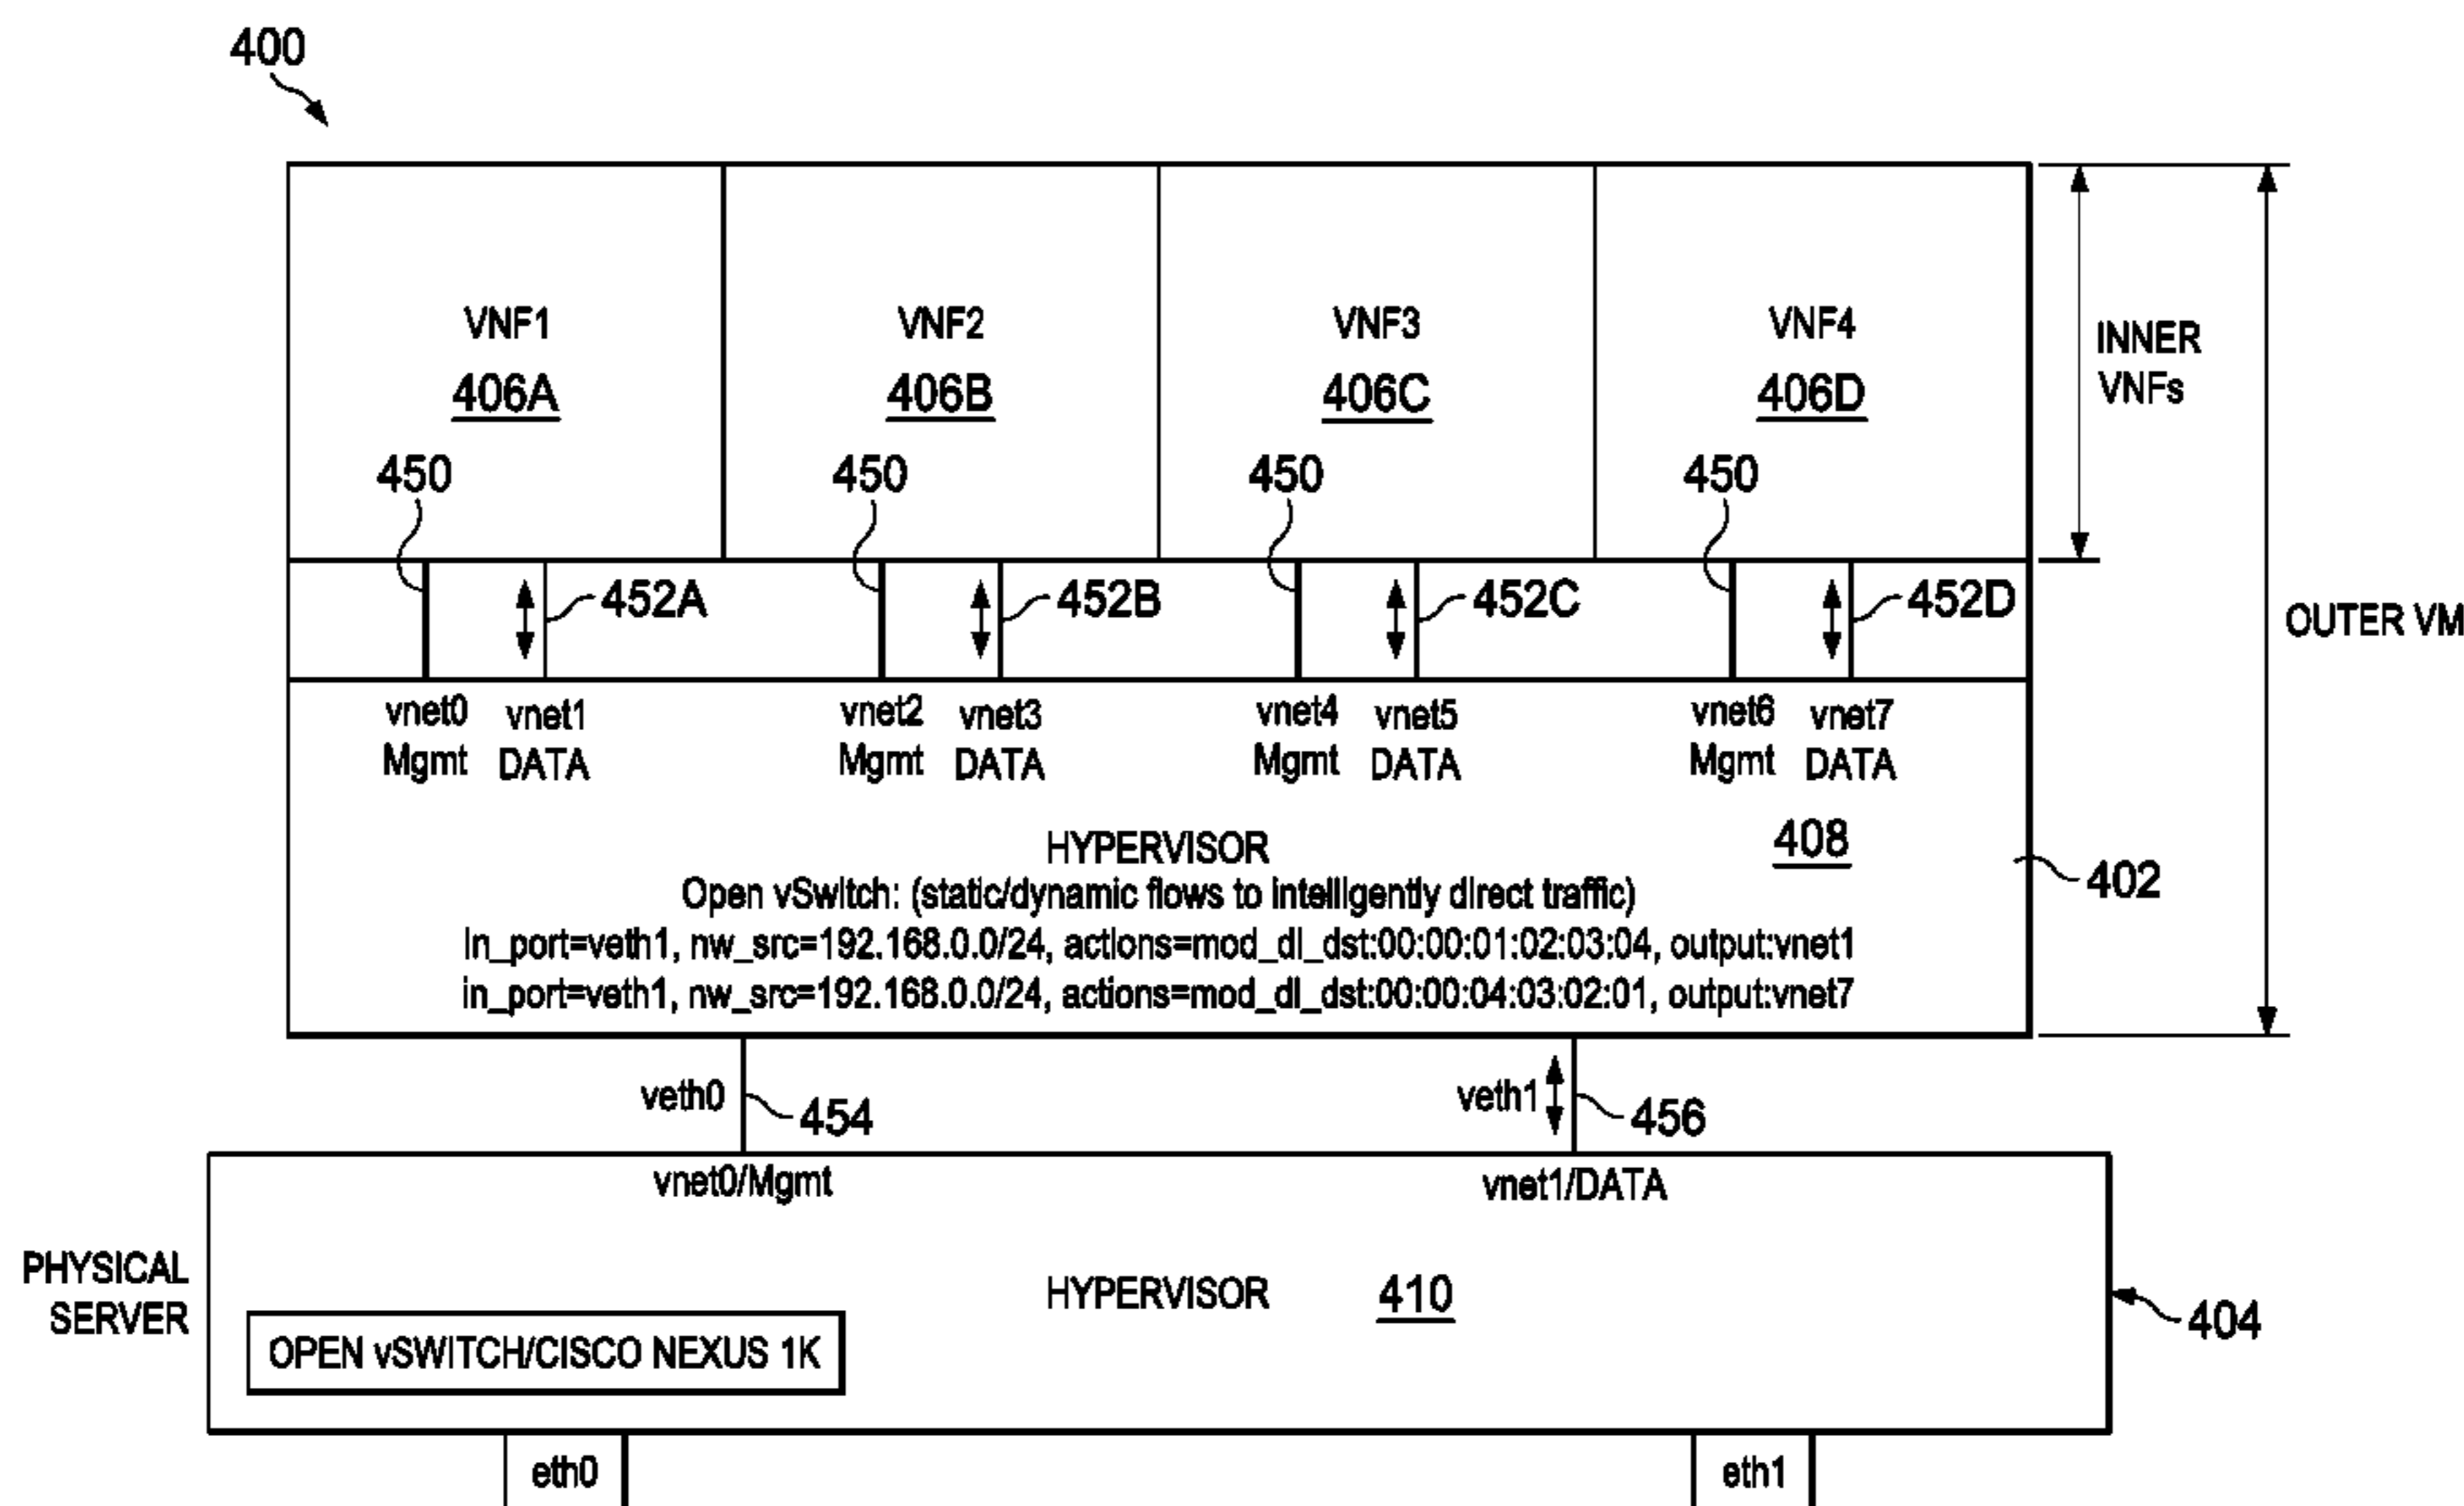 400
VNF1
406A
VNF2
406B
VNF3
406C
VNF4
406D
INNER
VNFs
450
450
450
450
452A
452B
452C
452D
OUTER VM
vnet0
Mgmt
vnet1
DATA
vnet2
Mgmt
vnet3
DATA
vnet4
Mgmt
vnet5
DATA
vnet6
Mgmt
vnet7
DATA
HYPERVISOR
408
402
Open vSwitch: (static/dynamic flows to intelligently direct traffic)
in_port=veth1, nw_src=192.168.0.0/24, actions=mod_dl_dst:00:00:01:02:03:04, output:vnet1
in_port=veth1, nw_src=192.168.0.0/24, actions=mod_dl_dst:00:00:04:03:02:01, output:vnet7
veth0
454
veth1
456
vnet0/Mgmt
vnet1/DATA
PHYSICAL
SERVER
HYPERVISOR
410
404
OPEN vSWITCH/CISCO NEXUS 1K
eth0
eth1